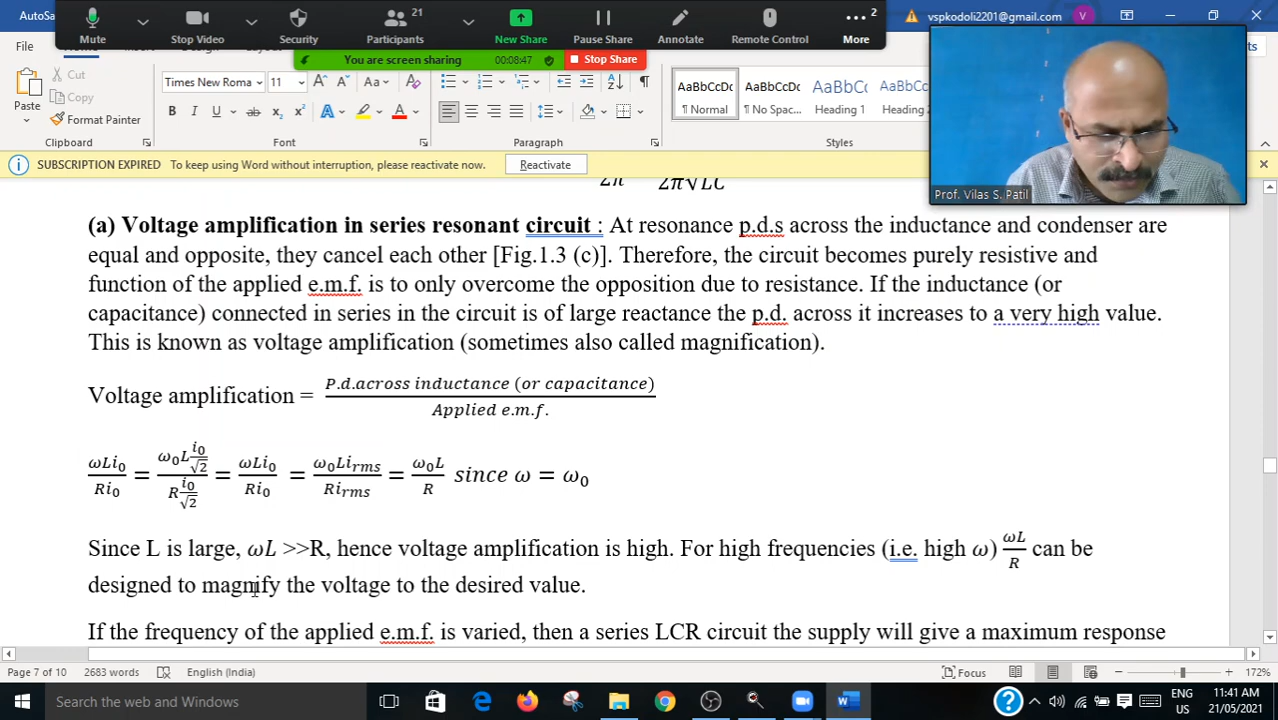 AutoSa
Mute
Stop Video
Security
21
Participants
New Share
Pause Share
Annotate
Remote Control
2
More
vspkodoli2201@gmail.com
V
You are screen sharing
00:08:47
Stop Share
File
Paste
Cut
Copy
Format Painter
Clipboard
Times New Roma
11
Aa
B I U ab x₂ x²
Font
Paragraph
AaBbCcDc
¶ Normal
AaBbCcDc
¶ No Spac...
AaBbCc
Heading 1
Heading 2
Styles
Prof. Vilas S. Patil
SUBSCRIPTION EXPIRED To keep using Word without interruption, please reactivate now. Reactivate
2π 2π√LC
(a) Voltage amplification in series resonant circuit : At resonance p.d.s across the inductance and condenser are
equal and opposite, they cancel each other [Fig.1.3 (c)]. Therefore, the circuit becomes purely resistive and
function of the applied e.m.f. is to only overcome the opposition due to resistance. If the inductance (or
capacitance) connected in series in the circuit is of large reactance the p.d. across it increases to a very high value.
This is known as voltage amplification (sometimes also called magnification).
Voltage amplification = P.d.across inductance (or capacitance) / Applied e.m.f.
ωLi₀/Ri₀ = ω₀L(i₀/√2)/R(i₀/√2) = ωLi₀/Ri₀ = ω₀Li_rms/Ri_rms = ω₀L/R since ω = ω₀
Since L is large, ωL >>R, hence voltage amplification is high. For high frequencies (i.e. high ω) ωL/R can be
designed to magnify the voltage to the desired value.
If the frequency of the applied e.m.f. is varied, then a series LCR circuit the supply will give a maximum response
Page 7 of 10
2683 words
English (India)
Focus
172%
Search the web and Windows
ENG
US
11:41 AM
21/05/2021